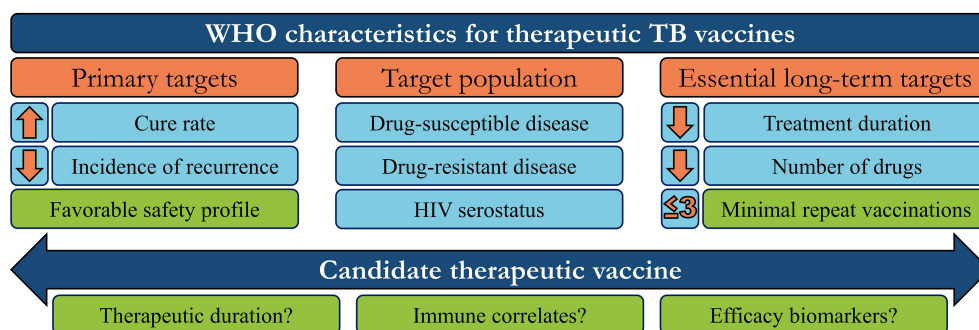 WHO characteristics for therapeutic TB vaccines
Primary targets
Cure rate
Incidence of recurrence
Favorable safety profile
Target population
Drug-susceptible disease
Drug-resistant disease
HIV serostatus
Essential long-term targets
Treatment duration
Number of drugs
≤3 Minimal repeat vaccinations
Candidate therapeutic vaccine
Therapeutic duration?
Immune correlates?
Efficacy biomarkers?